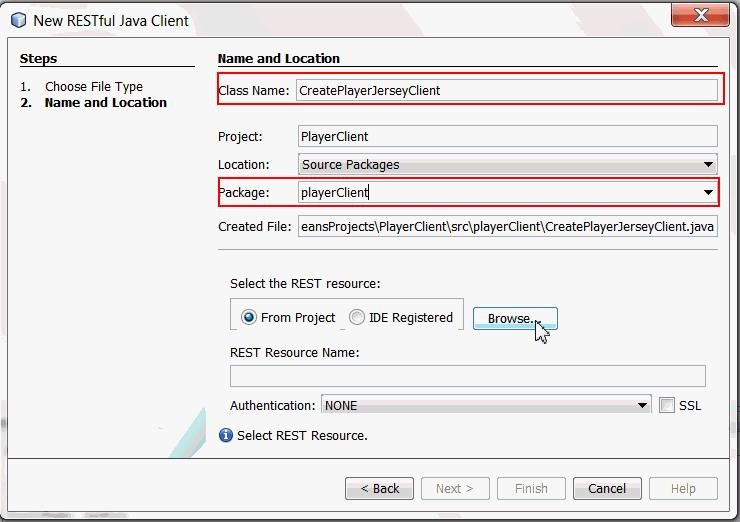 New RESTful Java Client
Steps
1. Choose File Type
2. Name and Location
Name and Location
Class Name: CreatePlayerJerseyClient
Project: PlayerClient
Location: Source Packages
Package: playerClient
Created File: eansProjects\PlayerClient\src\playerClient\CreatePlayerJerseyClient.java
Select the REST resource:
From Project IDE Registered Browse...
REST Resource Name:
Authentication: NONE SSL
Select REST Resource.
< Back Next > Finish Cancel Help